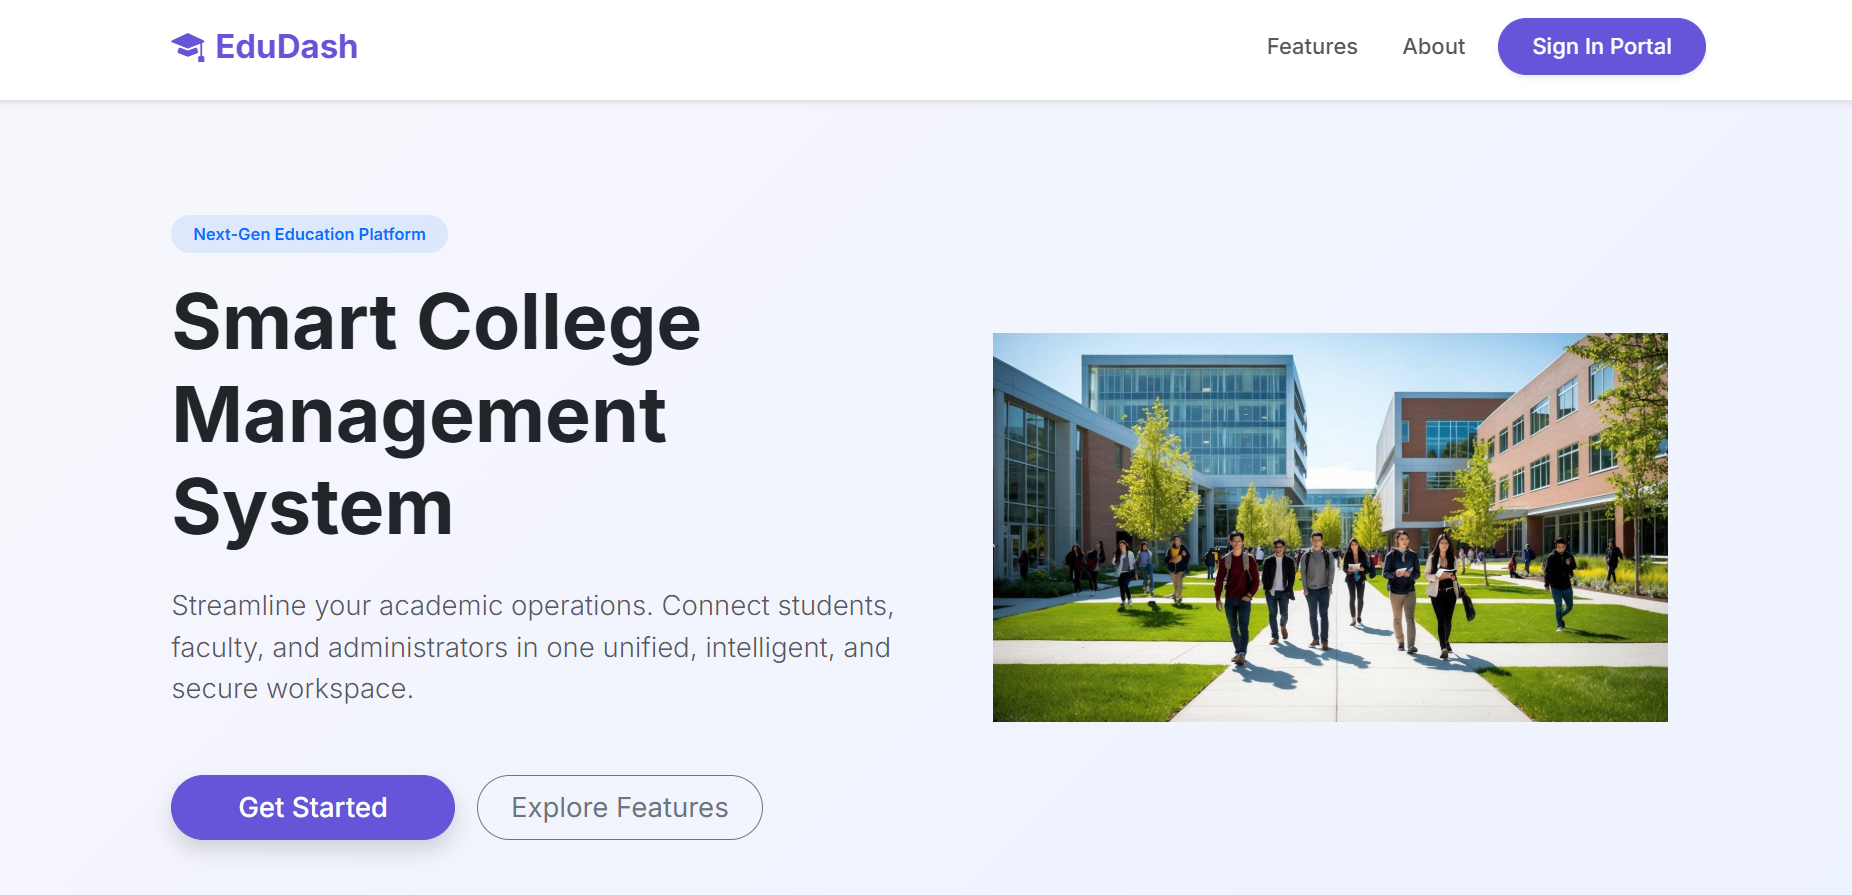 EduDash
Features
About
Sign In Portal
Next-Gen Education Platform
Smart College
Management
System
Streamline your academic operations. Connect students,
faculty, and administrators in one unified, intelligent, and
secure workspace.
Get Started
Explore Features